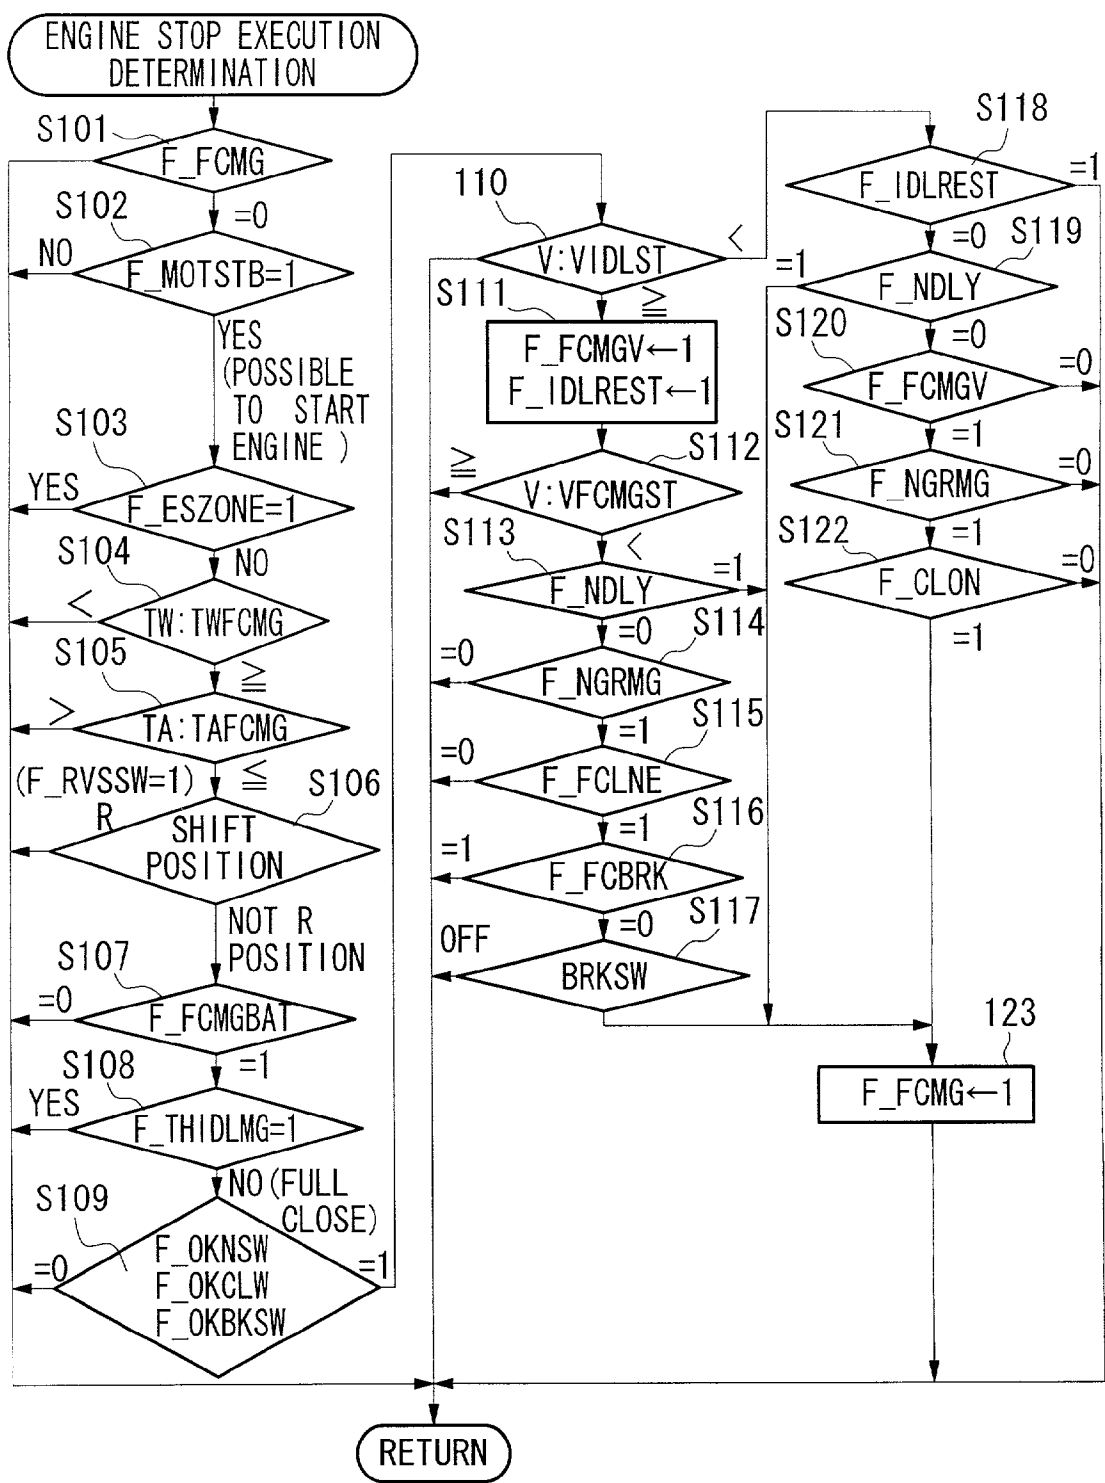 ENGINE STOP EXECUTION
DETERMINATION
S101
F_FCMG
=0
S102
NO
F_MOTSTB=1
YES
(POSSIBLE
TO START
ENGINE )
S103
YES
F_ESZONE=1
NO
S104
<
TW:TWFCMG
≧
S105
>
TA:TAFCMG
≦
(F_RVSSW=1)
R
S106
SHIFT
POSITION
NOT R
POSITION
S107
=0
F_FCMGBAT
=1
S108
YES
F_THIDLMG=1
NO(FULL
CLOSE)
S109
=0
F_OKNSW
F_OKCLW
F_OKBKSW
=1
110
V:VIDLST
<
≧
S111
F_FCMGV←1
F_IDLREST←1
S112
≧
V:VFCMGST
<
S113
F_NDLY
=1
=0
S114
=0
F_NGRMG
=1
S115
=0
F_FCLNE
=1
S116
=1
F_FCBRK
=0
S117
OFF
BRKSW
S118
F_IDLREST
=1
=0
S119
=1
F_NDLY
=0
S120
F_FCMGV
=0
=1
S121
F_NGRMG
=0
=1
S122
F_CLON
=0
=1
123
F_FCMG←1
RETURN